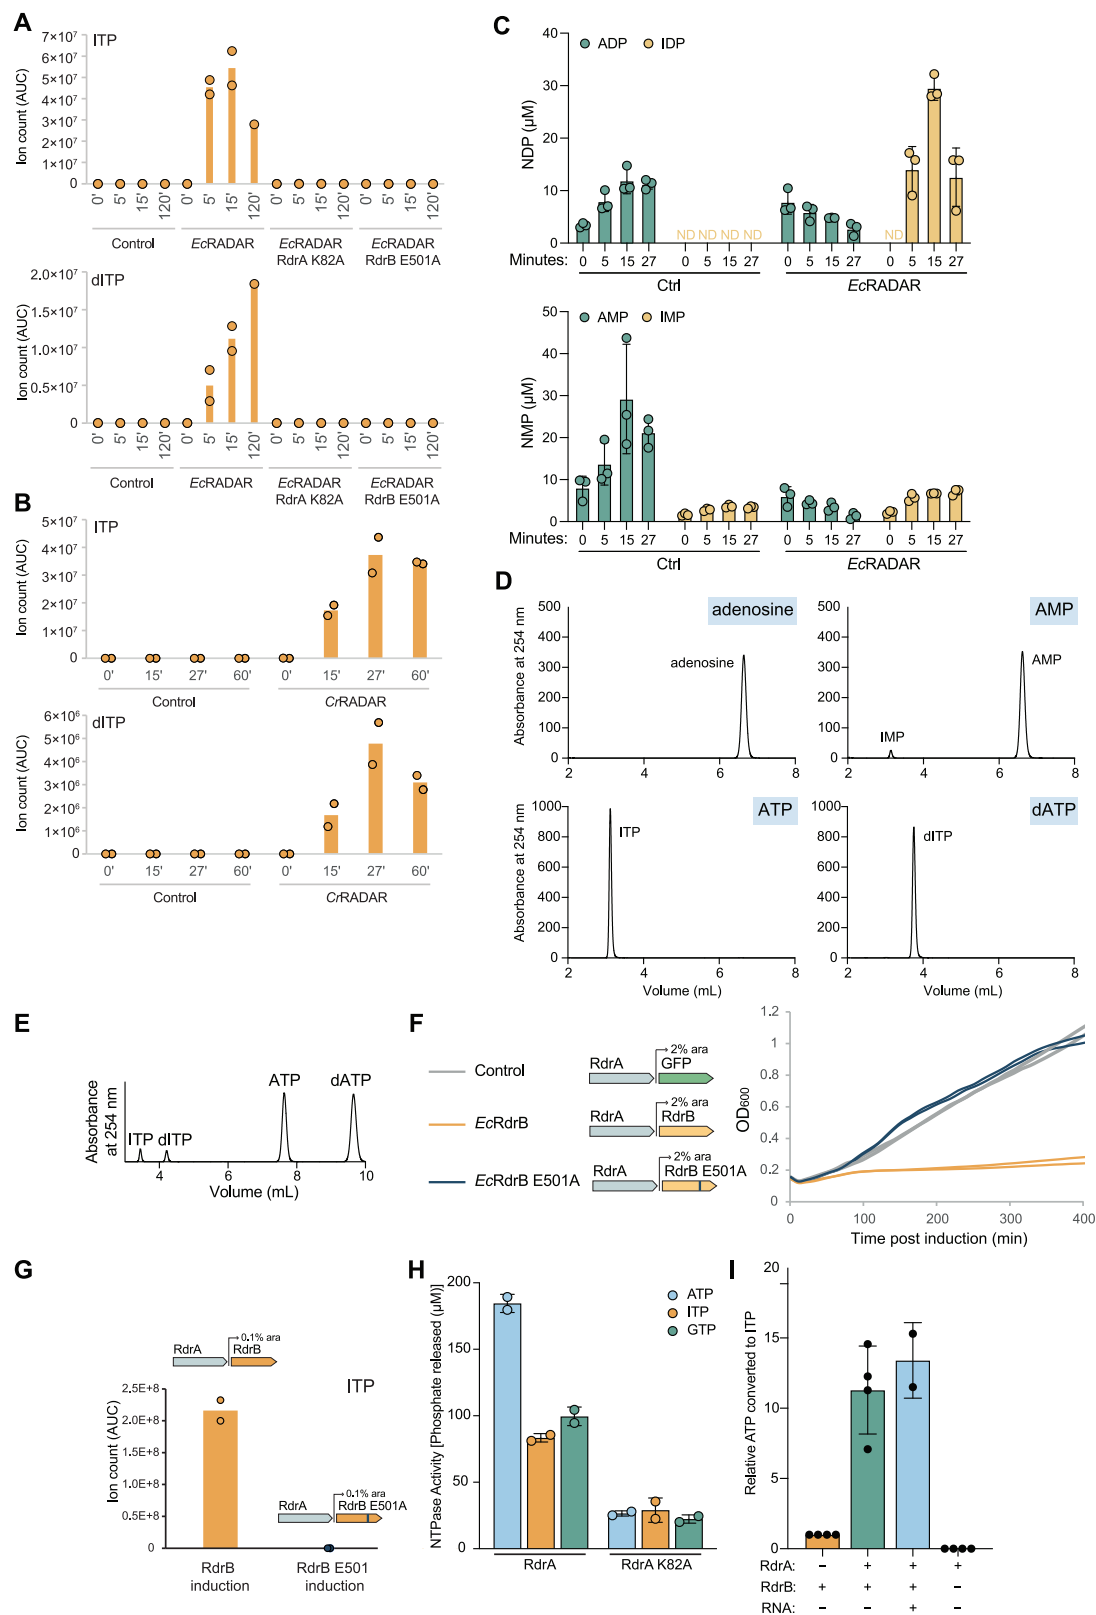 A
ITP
Ion count (AUC)
7×10⁷
6×10⁷
5×10⁷
4×10⁷
3×10⁷
2×10⁷
1×10⁷
0
0' 5' 15' 120' 0' 5' 15' 120' 0' 5' 15' 120' 0' 5' 15' 120'
Control EcRADAR EcRADAR EcRADAR
RdrA K82A RdrB E501A
dITP
Ion count (AUC)
2.0×10⁷
1.5×10⁷
1.0×10⁷
0.5×10⁷
0
0' 5' 15' 120' 0' 5' 15' 120' 0' 5' 15' 120' 0' 5' 15' 120'
Control EcRADAR EcRADAR EcRADAR
RdrA K82A RdrB E501A
B
ITP
Ion count (AUC)
5×10⁷
4×10⁷
3×10⁷
2×10⁷
1×10⁷
0
0' 15' 27' 60' 0' 15' 27' 60'
Control CrRADAR
dITP
Ion count (AUC)
6×10⁶
5×10⁶
4×10⁶
3×10⁶
2×10⁶
1×10⁶
0
0' 15' 27' 60' 0' 15' 27' 60'
Control CrRADAR
C
ADP IDP
NDP (µM)
40
30
20
10
0
ND ND ND ND ND
Minutes: 0 5 15 27 0 5 15 27 0 5 15 27 0 5 15 27
Ctrl EcRADAR
AMP IMP
NMP (µM)
50
40
30
20
10
0
Minutes: 0 5 15 27 0 5 15 27 0 5 15 27 0 5 15 27
Ctrl EcRADAR
D
adenosine
Absorbance at 254 nm
500
400
300
200
100
0
adenosine
2 4 6 8
AMP
500
400
300
200
100
0
IMP
AMP
2 4 6 8
ATP
Absorbance at 254 nm
1000
800
600
400
200
0
ITP
2 4 6 8
Volume (mL)
dATP
1000
800
600
400
200
0
dITP
2 4 6 8
Volume (mL)
E
Absorbance
at 254 nm
ITP dITP ATP dATP
4 6 8 10
Volume (mL)
F
Control
RdrA 2% ara GFP
EcRdrB
RdrA 2% ara RdrB
EcRdrB E501A
RdrA 2% ara RdrB E501A
OD600
1.2
1
0.8
0.6
0.4
0.2
0
0 100 200 300 400
Time post induction (min)
G
RdrA 0.1% ara RdrB
ITP
Ion count (AUC)
2.5E+8
2.0E+8
1.5E+8
1.0E+8
0.5E+8
0
RdrA 0.1% ara RdrB E501A
RdrB RdrB E501
induction induction
H
NTPase Activity [Phosphate released (µM)]
200
150
100
50
0
ATP
ITP
GTP
RdrA RdrA K82A
I
Relative ATP converted to ITP
20
15
10
5
0
RdrA: – + + +
RdrB: + + + –
RNA: – – + –